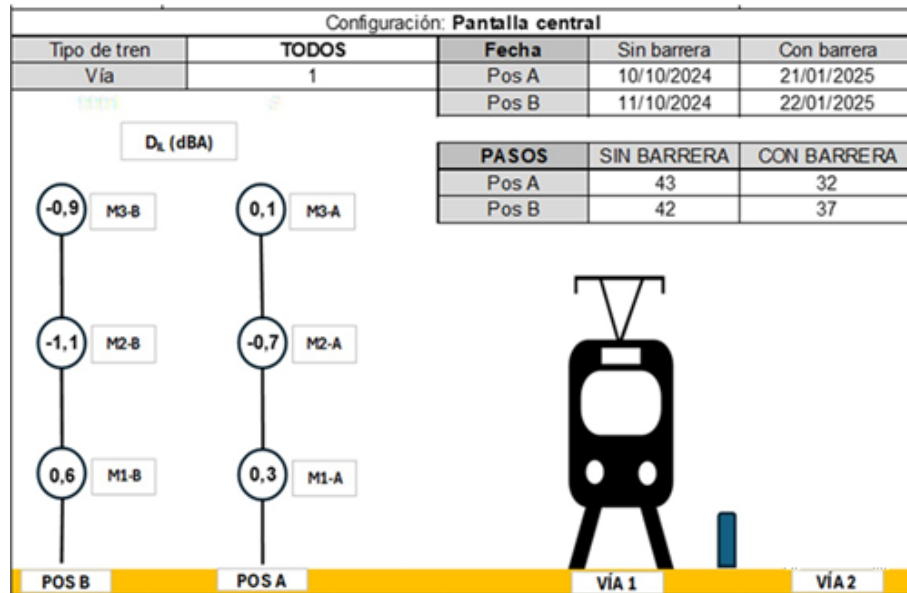 Configuración: Pantalla central
Tipo de tren TODOS Fecha Sin barrera Con barrera
Vía 1 Pos A 10/10/2024 21/01/2025
Pos B 11/10/2024 22/01/2025
D_IL (dBA)
PASOS SIN BARRERA CON BARRERA
Pos A 43 32
Pos B 42 37
-0,9 M3-B 0,1 M3-A
-1,1 M2-B -0,7 M2-A
0,6 M1-B 0,3 M1-A
POS B POS A VÍA 1 VÍA 2